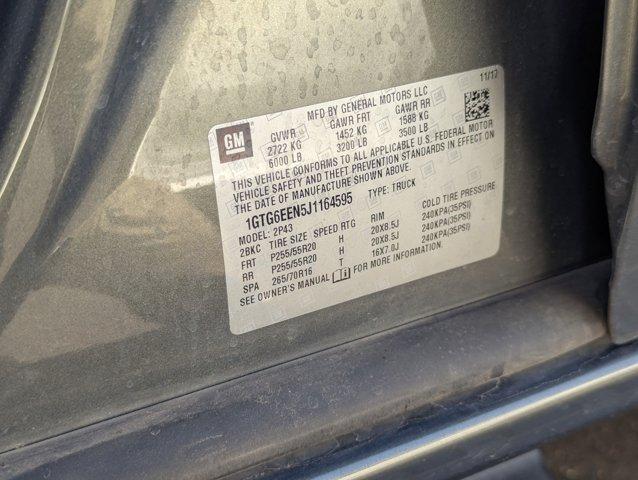 11/17
MFD BY GENERAL MOTORS LLC
GM
GVWR GAWR FRT GAWR RR
2722 KG 1452 KG 1588 KG
6000 LB 3200 LB 3500 LB
THIS VEHICLE CONFORMS TO ALL APPLICABLE U.S. FEDERAL MOTOR
VEHICLE SAFETY AND THEFT PREVENTION STANDARDS IN EFFECT ON
THE DATE OF MANUFACTURE SHOWN ABOVE.
1GTG6EEN5J1164595 TYPE: TRUCK
MODEL: 2P43
2BKC TIRE SIZE SPEED RTG RIM COLD TIRE PRESSURE
FRT P255/55R20 H 20X8.5J 240KPA(35PSI)
RR P255/55R20 H 20X8.5J 240KPA(35PSI)
SPA 265/70R16 T 16X7.0J 240KPA(35PSI)
SEE OWNER'S MANUAL FOR MORE INFORMATION.